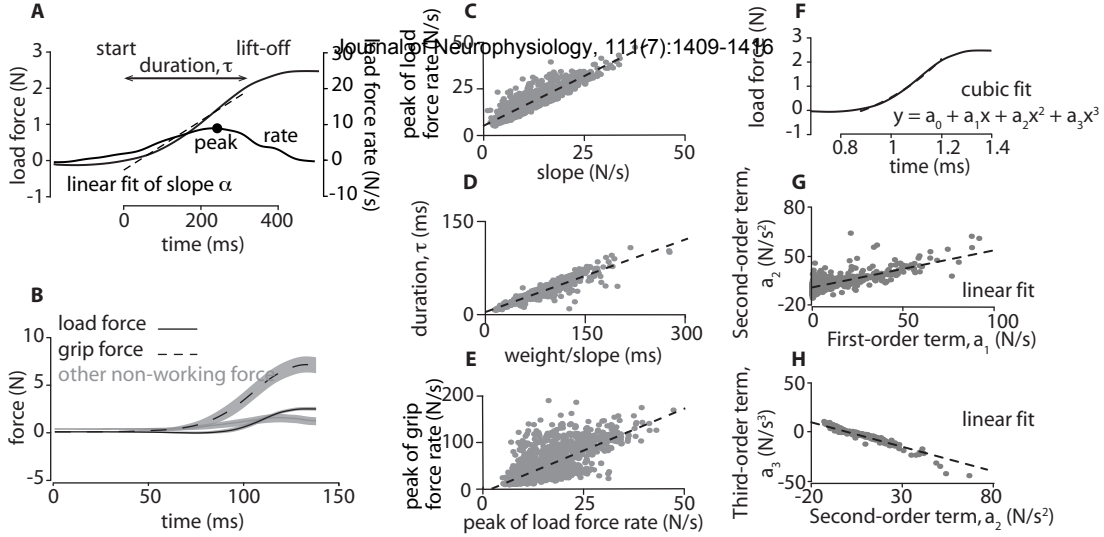 A
start
lift-off
duration, τ
load force (N)
3
2
1
0
-1
load force rate (N/s)
30
20
10
0
-10
peak
rate
linear fit of slope α
0
200
400
time (ms)
B
load force
grip force
other non-working force
force (N)
10
5
0
-5
0
50
100
150
time (ms)
Journal of Neurophysiology, 111(7):1409-1416
C
peak of load
force rate (N/s)
50
25
0
0
25
50
slope (N/s)
D
duration, τ (ms)
150
0
0
150
300
weight/slope (ms)
E
peak of grip
force rate (N/s)
200
100
0
0
25
50
peak of load force rate (N/s)
F
load force (N)
3
2
1
0
-1
cubic fit
y = a0 + a1x + a2x² + a3x³
0.8
1
1.2
1.4
time (ms)
G
Second-order term,
a2 (N/s²)
80
50
-20
linear fit
0
50
100
First-order term, a1 (N/s)
H
Third-order term,
a3 (N/s³)
50
0
-50
linear fit
-20
30
80
Second-order term, a2 (N/s²)